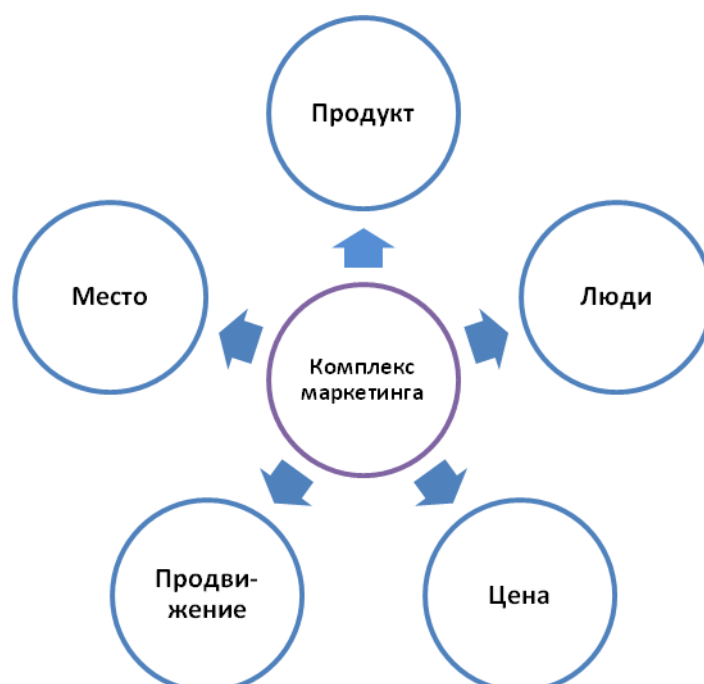 Продукт
Место
Люди
Комплекс
маркетинга
Продви-
жение
Цена